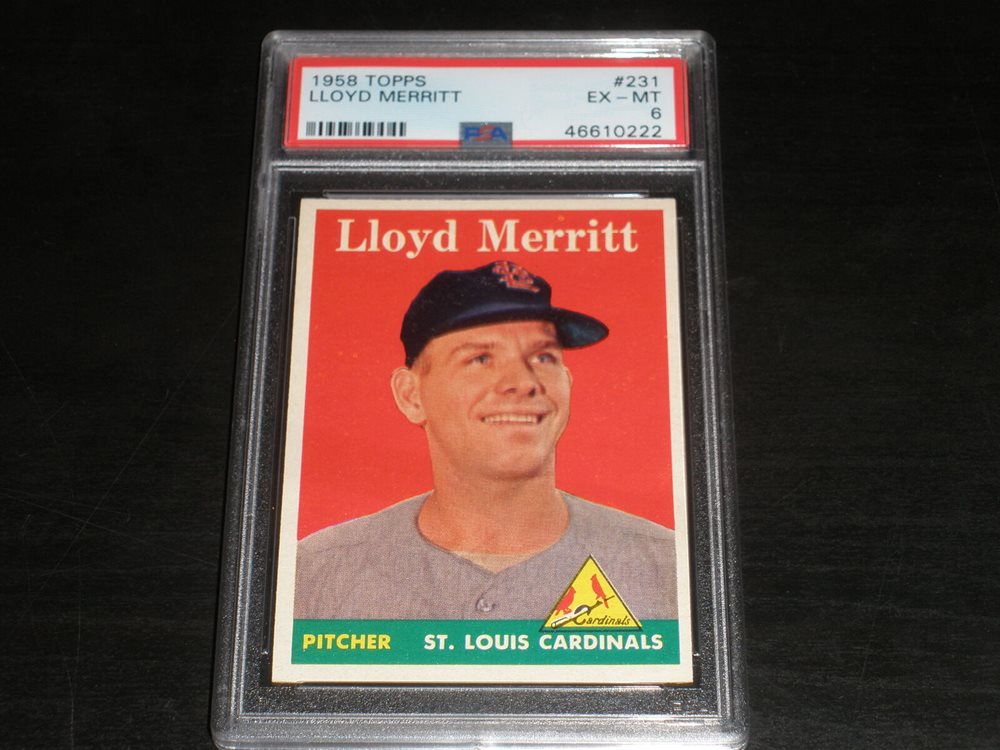 1958 TOPPS #231
LLOYD MERRITT EX - MT
6
PSA 46610222
Lloyd Merritt
Cardinals
PITCHER ST. LOUIS CARDINALS